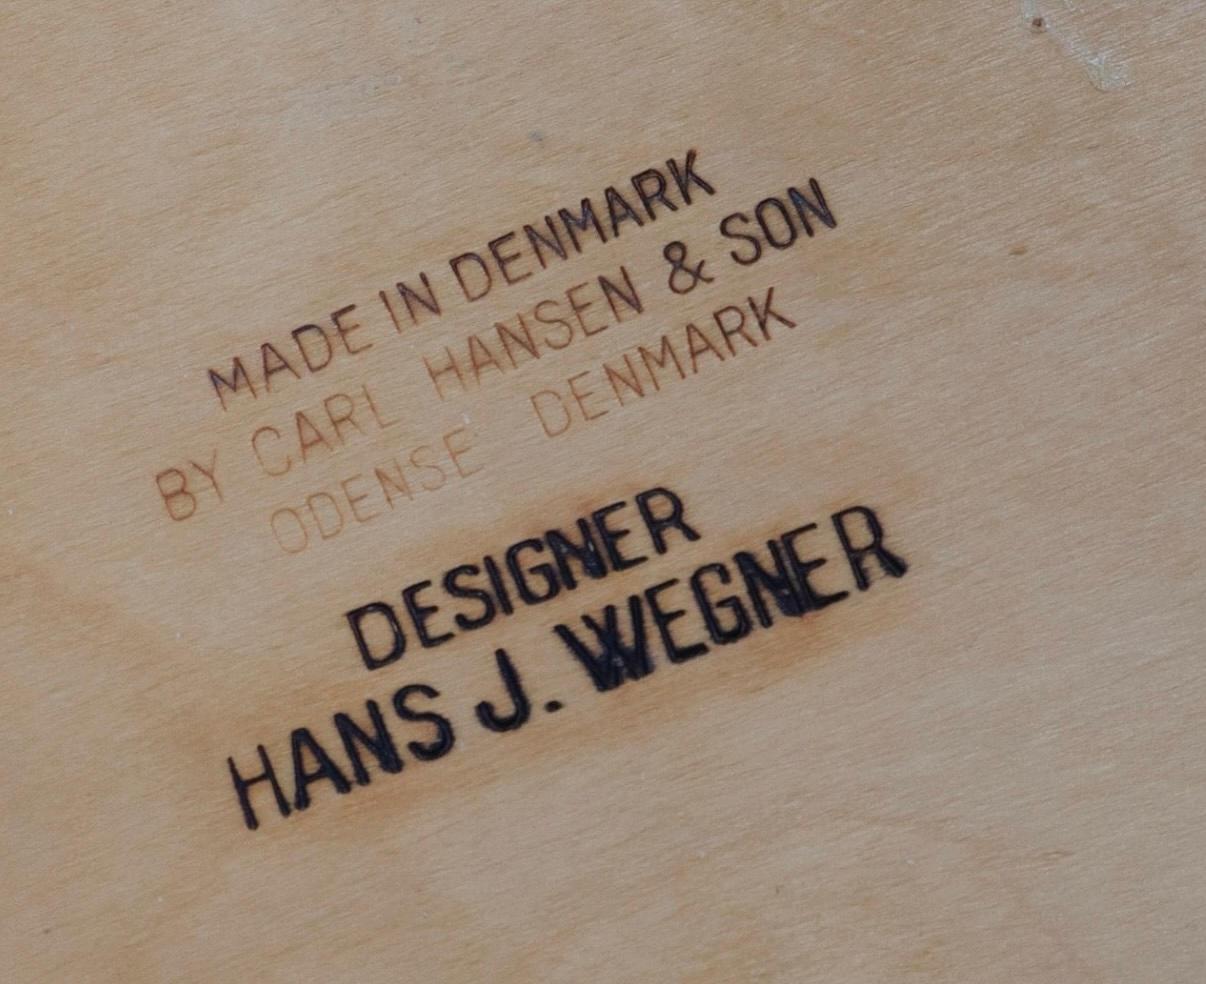 MADE IN DENMARK
BY CARL HANSEN & SON
ODENSE DENMARK
DESIGNER
HANS J. WEGNER